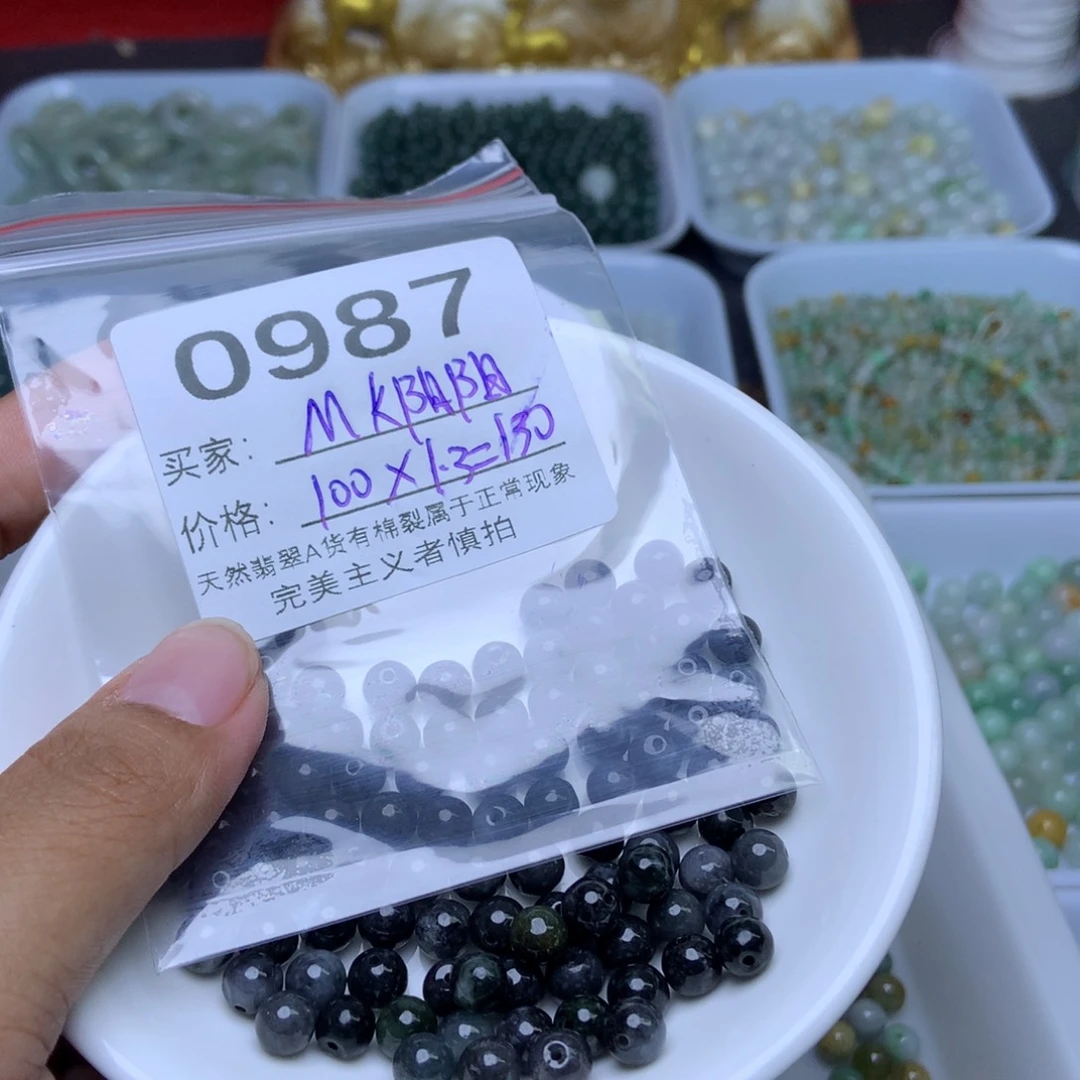 0987
买家: MKBABA
价格: 100×1.3=130
天然翡翠A货有棉裂属于正常现象
完美主义者慎拍